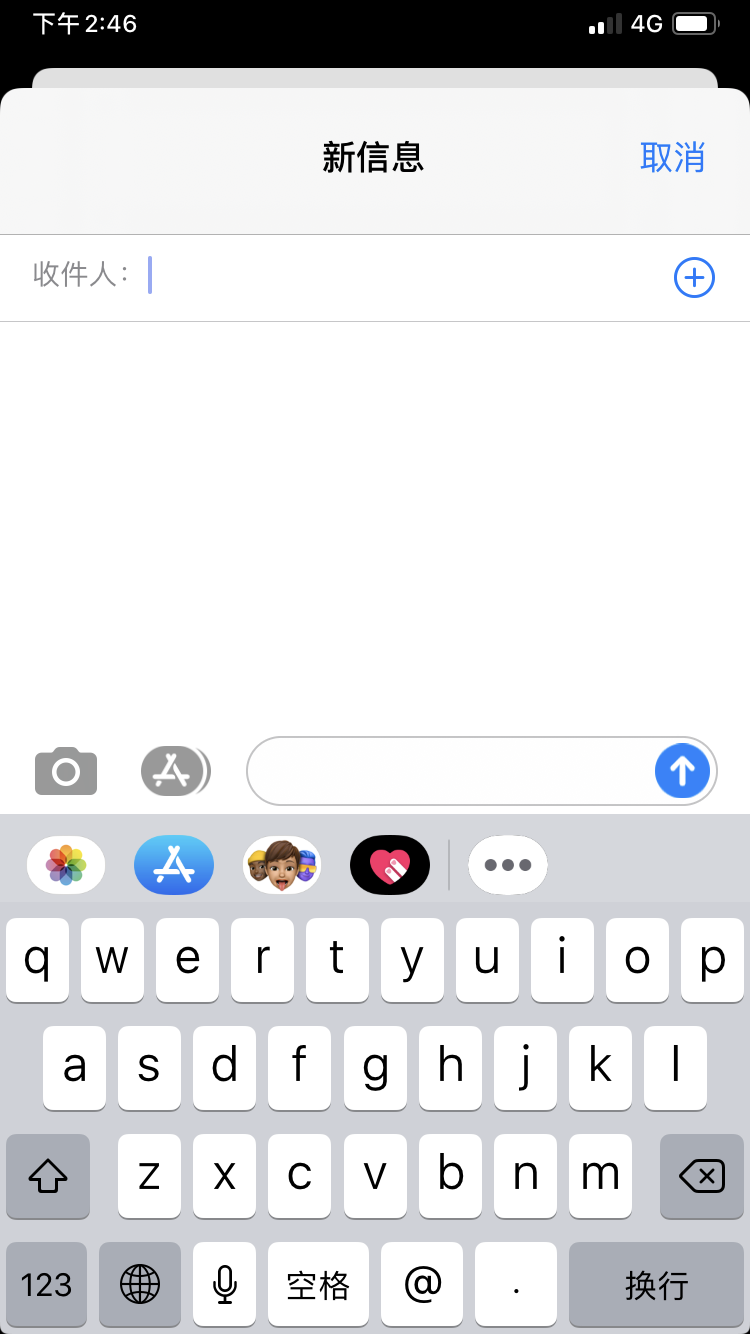 下午 2:46 4G
新信息 取消
收件人：
q w e r t y u i o p
a s d f g h j k l
z x c v b n m
123 空格 @ . 换行